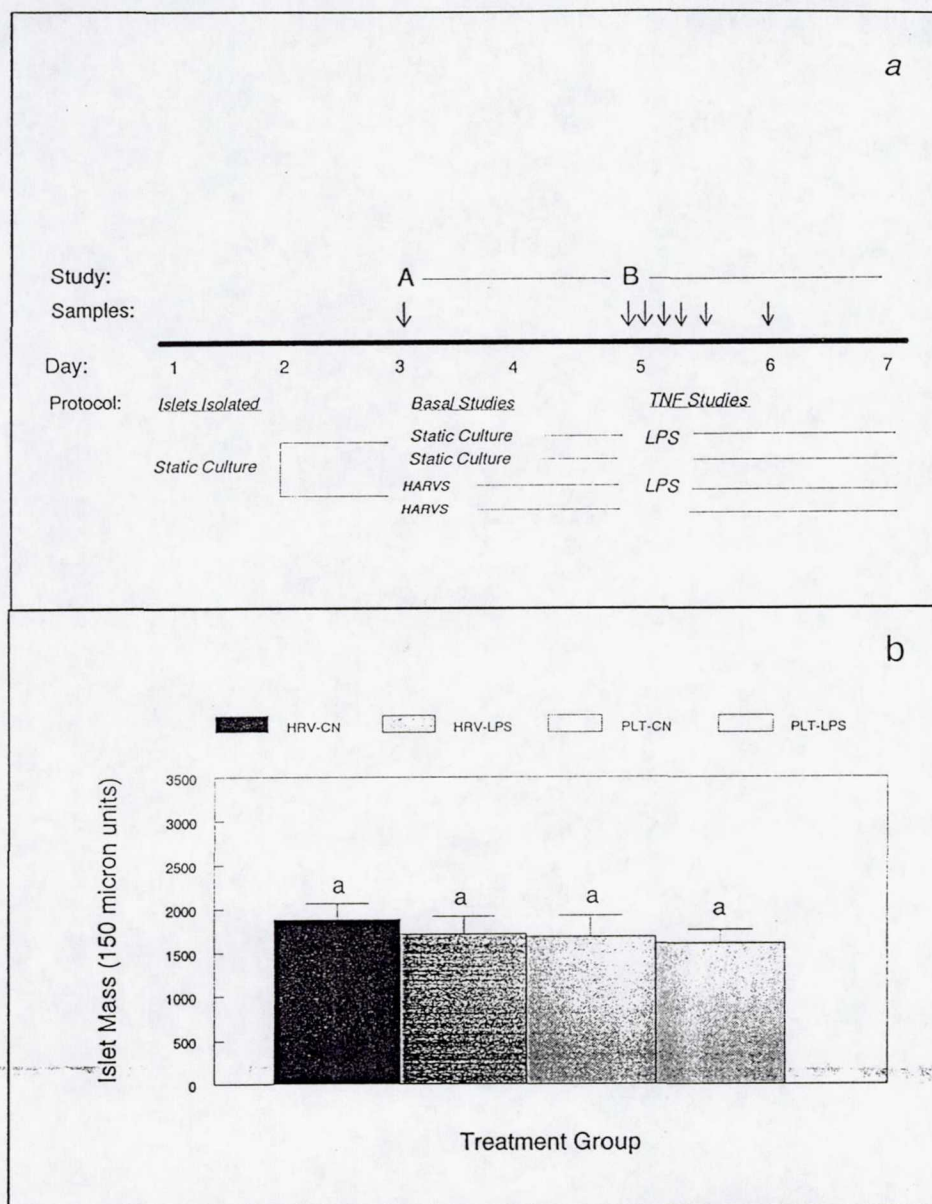 a
Study: A B
Samples:
Day: 1 2 3 4 5 6 7
Protocol: Islets Isolated Basal Studies TNF Studies
Static Culture LPS
Static Culture Static Culture
HARVS LPS
HARVS
b
HRV-CN HRV-LPS PLT-CN PLT-LPS
Islet Mass (150 micron units)
3500
3000
2500
2000
1500
1000
500
0
a a a a
Treatment Group